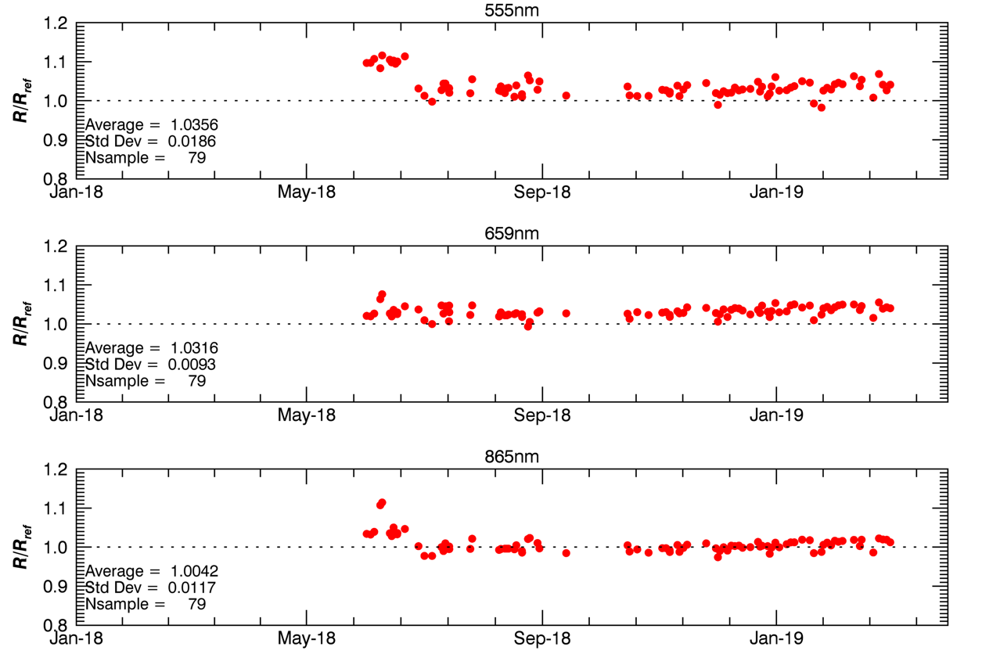 555nm
1.2
1.1
1.0
0.9
0.8
R/Rref
Average = 1.0356
Std Dev = 0.0186
Nsample = 79
Jan-18 May-18 Sep-18 Jan-19
659nm
1.2
1.1
1.0
0.9
0.8
R/Rref
Average = 1.0316
Std Dev = 0.0093
Nsample = 79
Jan-18 May-18 Sep-18 Jan-19
865nm
1.2
1.1
1.0
0.9
0.8
R/Rref
Average = 1.0042
Std Dev = 0.0117
Nsample = 79
Jan-18 May-18 Sep-18 Jan-19